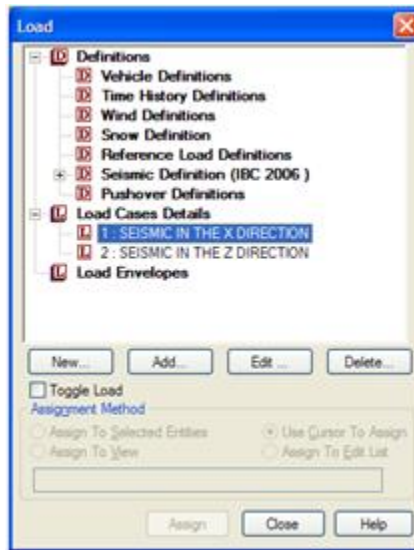 Load
Definitions
Vehicle Definitions
Time History Definitions
Wind Definitions
Snow Definition
Reference Load Definitions
Seismic Definition (IBC 2006 )
Pushover Definitions
Load Cases Details
1 : SEISMIC IN THE X DIRECTION
2 : SEISMIC IN THE Z DIRECTION
Load Envelopes
New... Add... Edit ... Delete...
Toggle Load
Assignment Method
Assign To Selected Entities Use Cursor To Assign
Assign To View Assign To Edit List
Assign Close Help